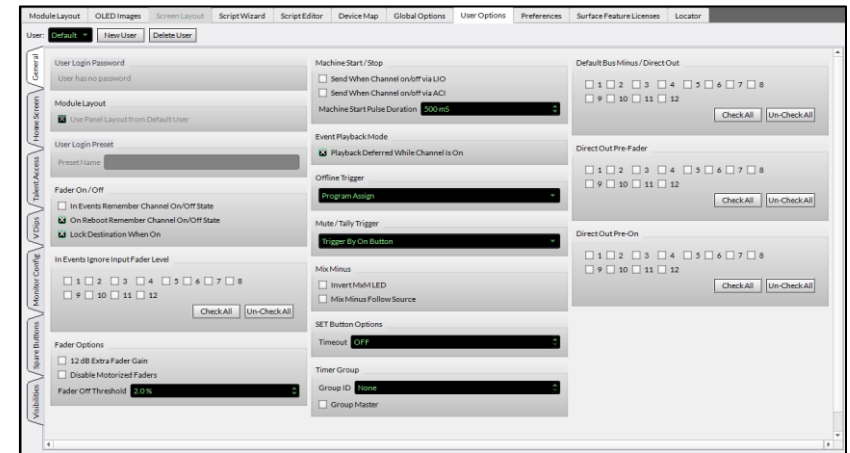 Module Layout OLED Images Screen Layout Script Wizard Script Editor Device Map Global Options User Options Preferences Surface Feature Licenses Locator
User: Default New User Delete User
General
Home Screen
Talent Access
V Dips
Monitor Config
Spare Buttons
Visibilities
User Login Password
User has no password
Module Layout
Use Panel Layout from Default User
User Login Preset
Preset Name
Fader On / Off
In Events Remember Channel On/Off State
On Reboot Remember Channel On/Off State
Lock Destination When On
In Events Ignore Input Fader Level
1 2 3 4 5 6 7 8
9 10 11 12
Check All Un-Check All
Fader Options
12 dB Extra Fader Gain
Disable Motorized Faders
Fader Off Threshold 2.0 %
Machine Start / Stop
Send When Channel on/off via LIO
Send When Channel on/off via ACI
Machine Start Pulse Duration 500 mS
Event Playback Mode
Playback Deferred While Channel Is On
Offline Trigger
Program Assign
Mute / Tally Trigger
Trigger By On Button
Mix Minus
Invert MxM LED
Mix Minus Follow Source
SET Button Options
Timeout OFF
Timer Group
Group ID None
Group Master
Default Bus Minus / Direct Out
1 2 3 4 5 6 7 8
9 10 11 12
Check All Un-Check All
Direct Out Pre-Fader
1 2 3 4 5 6 7 8
9 10 11 12
Check All Un-Check All
Direct Out Pre-On
1 2 3 4 5 6 7 8
9 10 11 12
Check All Un-Check All